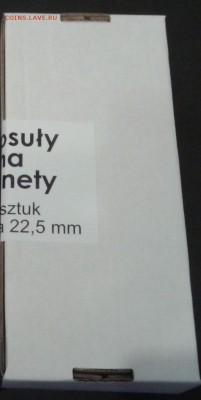 COINS.LAVE.RU
psuły
na
nety
sztuk
a 22,5 mm